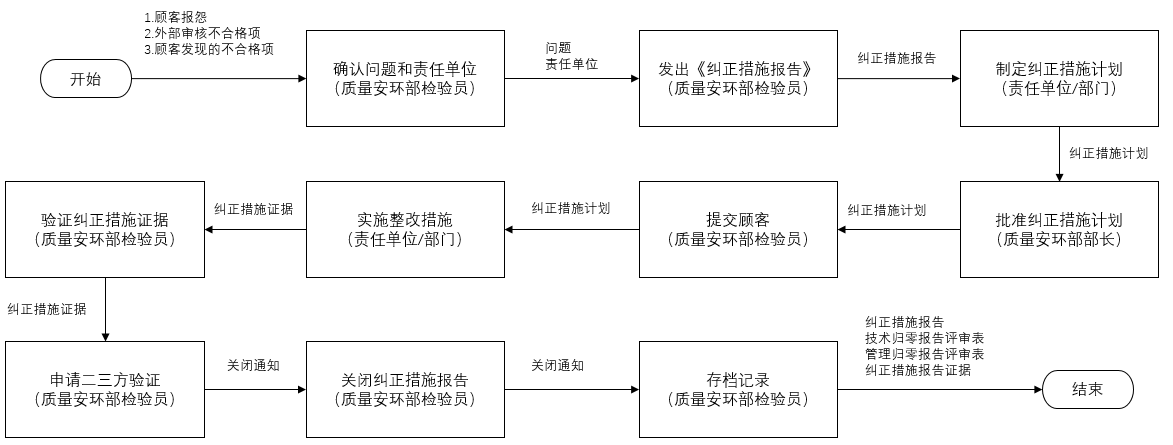 开始
1.顾客报怨
2.外部审核不合格项
3.顾客发现的不合格项
确认问题和责任单位
（质量安环部检验员）
问题
责任单位
发出《纠正措施报告》
（质量安环部检验员）
纠正措施报告
制定纠正措施计划
（责任单位/部门）
纠正措施计划
批准纠正措施计划
（质量安环部部长）
纠正措施计划
提交顾客
（质量安环部检验员）
纠正措施计划
实施整改措施
（责任单位/部门）
纠正措施证据
验证纠正措施证据
（质量安环部检验员）
纠正措施证据
申请二三方验证
（质量安环部检验员）
关闭通知
关闭纠正措施报告
（质量安环部检验员）
关闭通知
存档记录
（质量安环部检验员）
纠正措施报告
技术归零报告评审表
管理归零报告评审表
纠正措施报告证据
结束